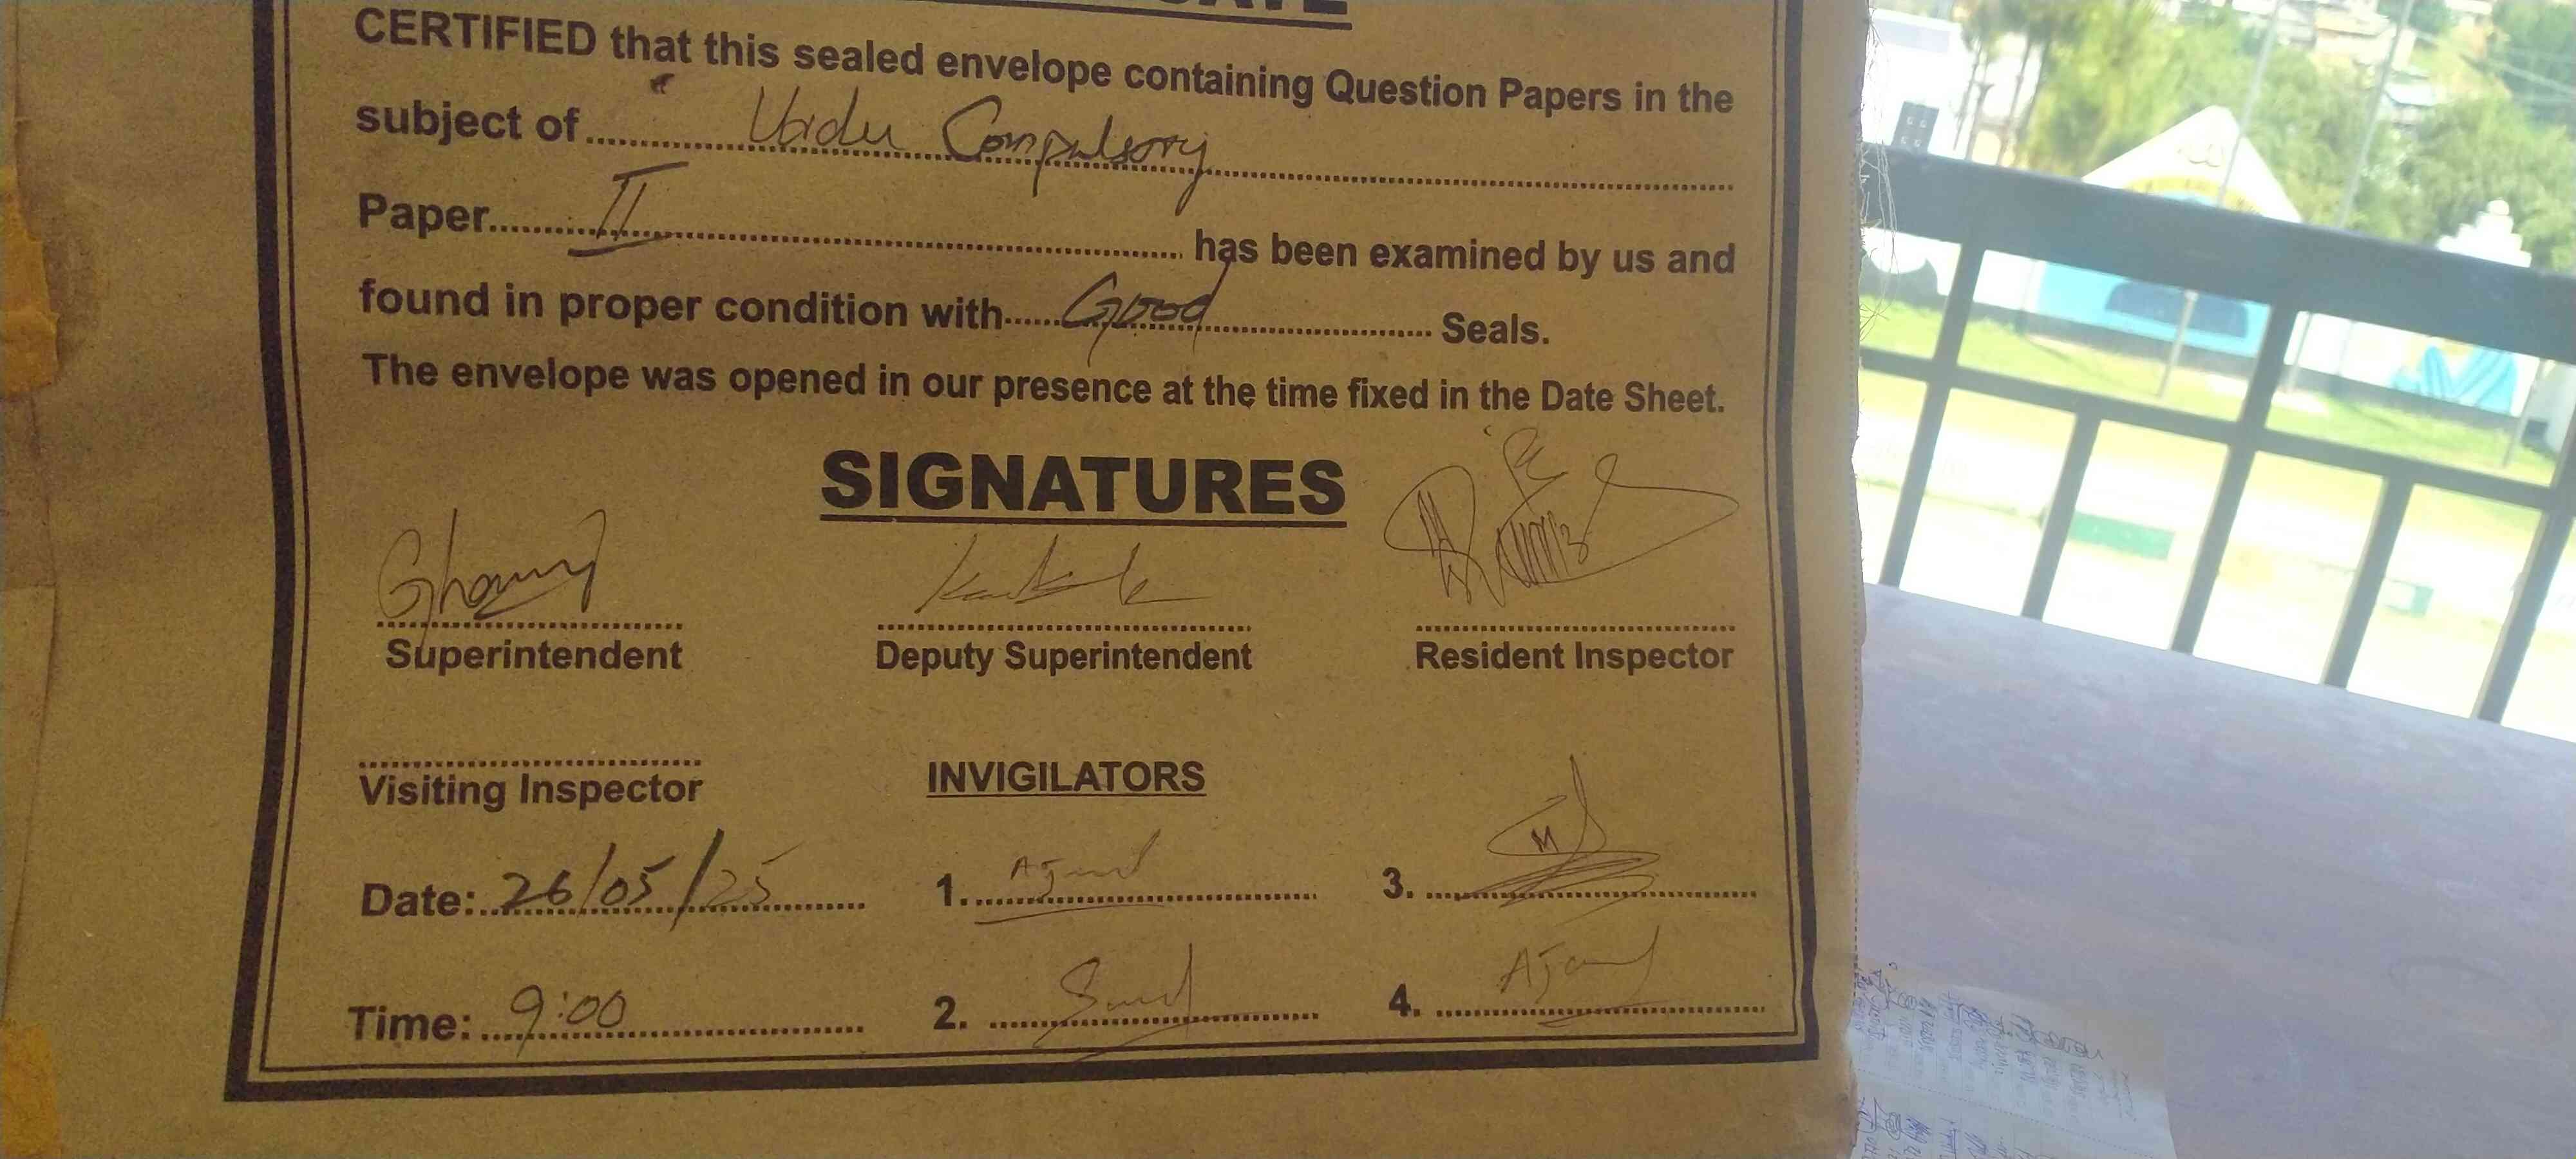 CERTIFIED that this sealed envelope containing Question Papers in the
subject of Urdu Compulsory
Paper II has been examined by us and
found in proper condition with Good Seals.
The envelope was opened in our presence at the time fixed in the Date Sheet.
SIGNATURES
Superintendent Deputy Superintendent Resident Inspector
Visiting Inspector INVIGILATORS
Date: 26/05/25 1. 3.
Time: 9:00 2. 4.